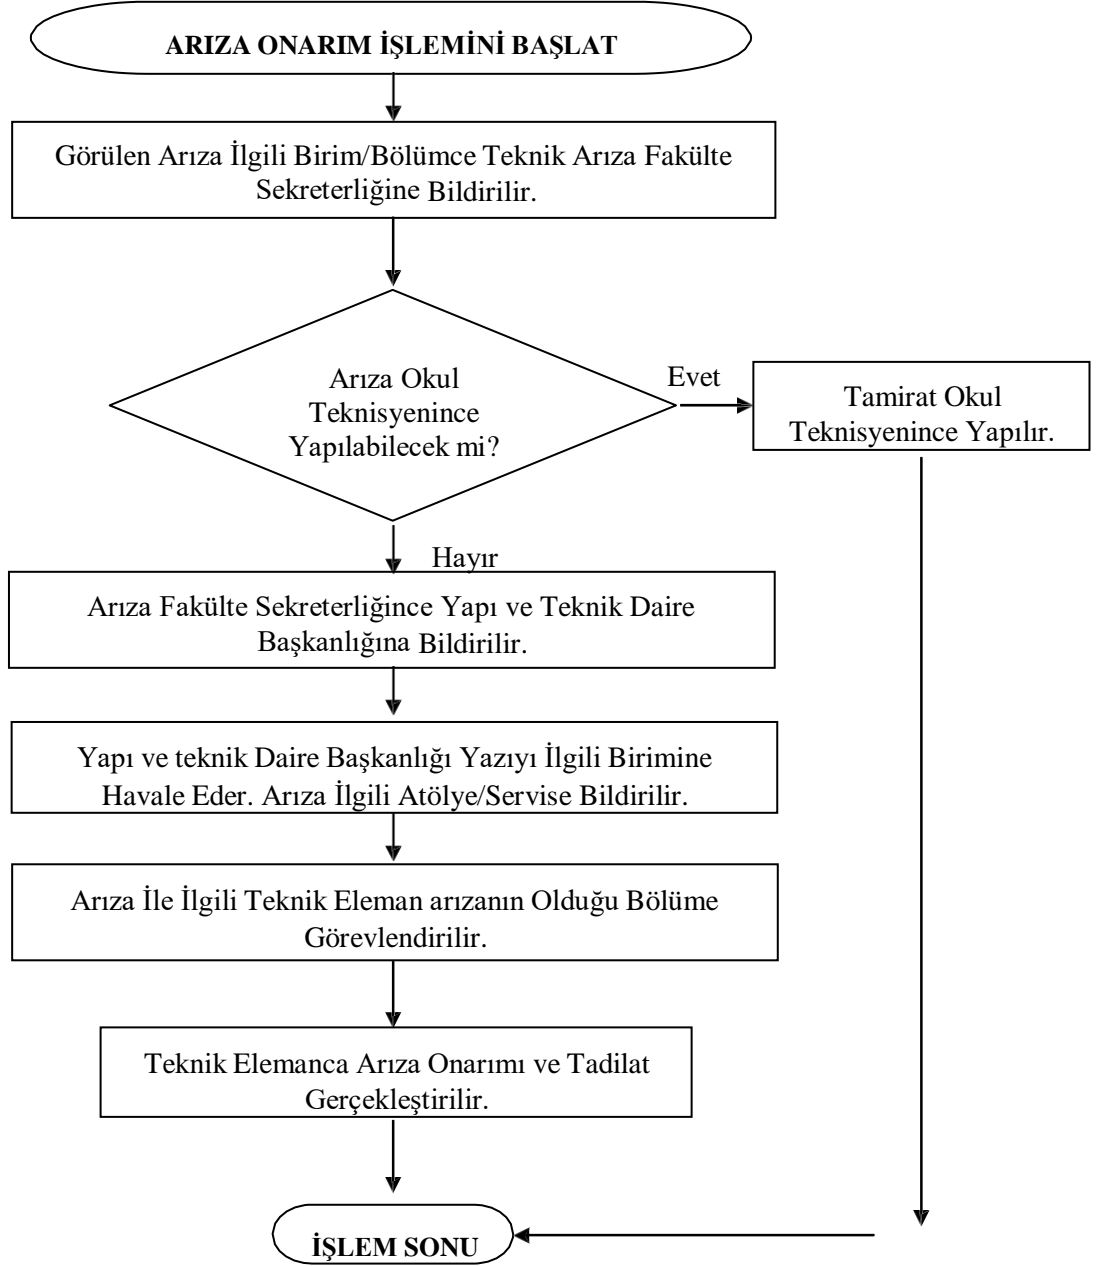 ARIZA ONARIM İŞLEMİNİ BAŞLAT
Görülen Arıza İlgili Birim/Bölümce Teknik Arıza Fakülte
Sekreterliğine Bildirilir.
Arıza Okul
Teknisyenince
Yapılabilecek mi?
Evet
Tamirat Okul
Teknisyenince Yapılır.
Hayır
Arıza Fakülte Sekreterliğince Yapı ve Teknik Daire
Başkanlığına Bildirilir.
Yapı ve teknik Daire Başkanlığı Yazıyı İlgili Birimine
Havale Eder. Arıza İlgili Atölye/Servise Bildirilir.
Arıza İle İlgili Teknik Eleman arızanın Olduğu Bölüme
Görevlendirilir.
Teknik Elemanca Arıza Onarımı ve Tadilat
Gerçekleştirilir.
İŞLEM SONU